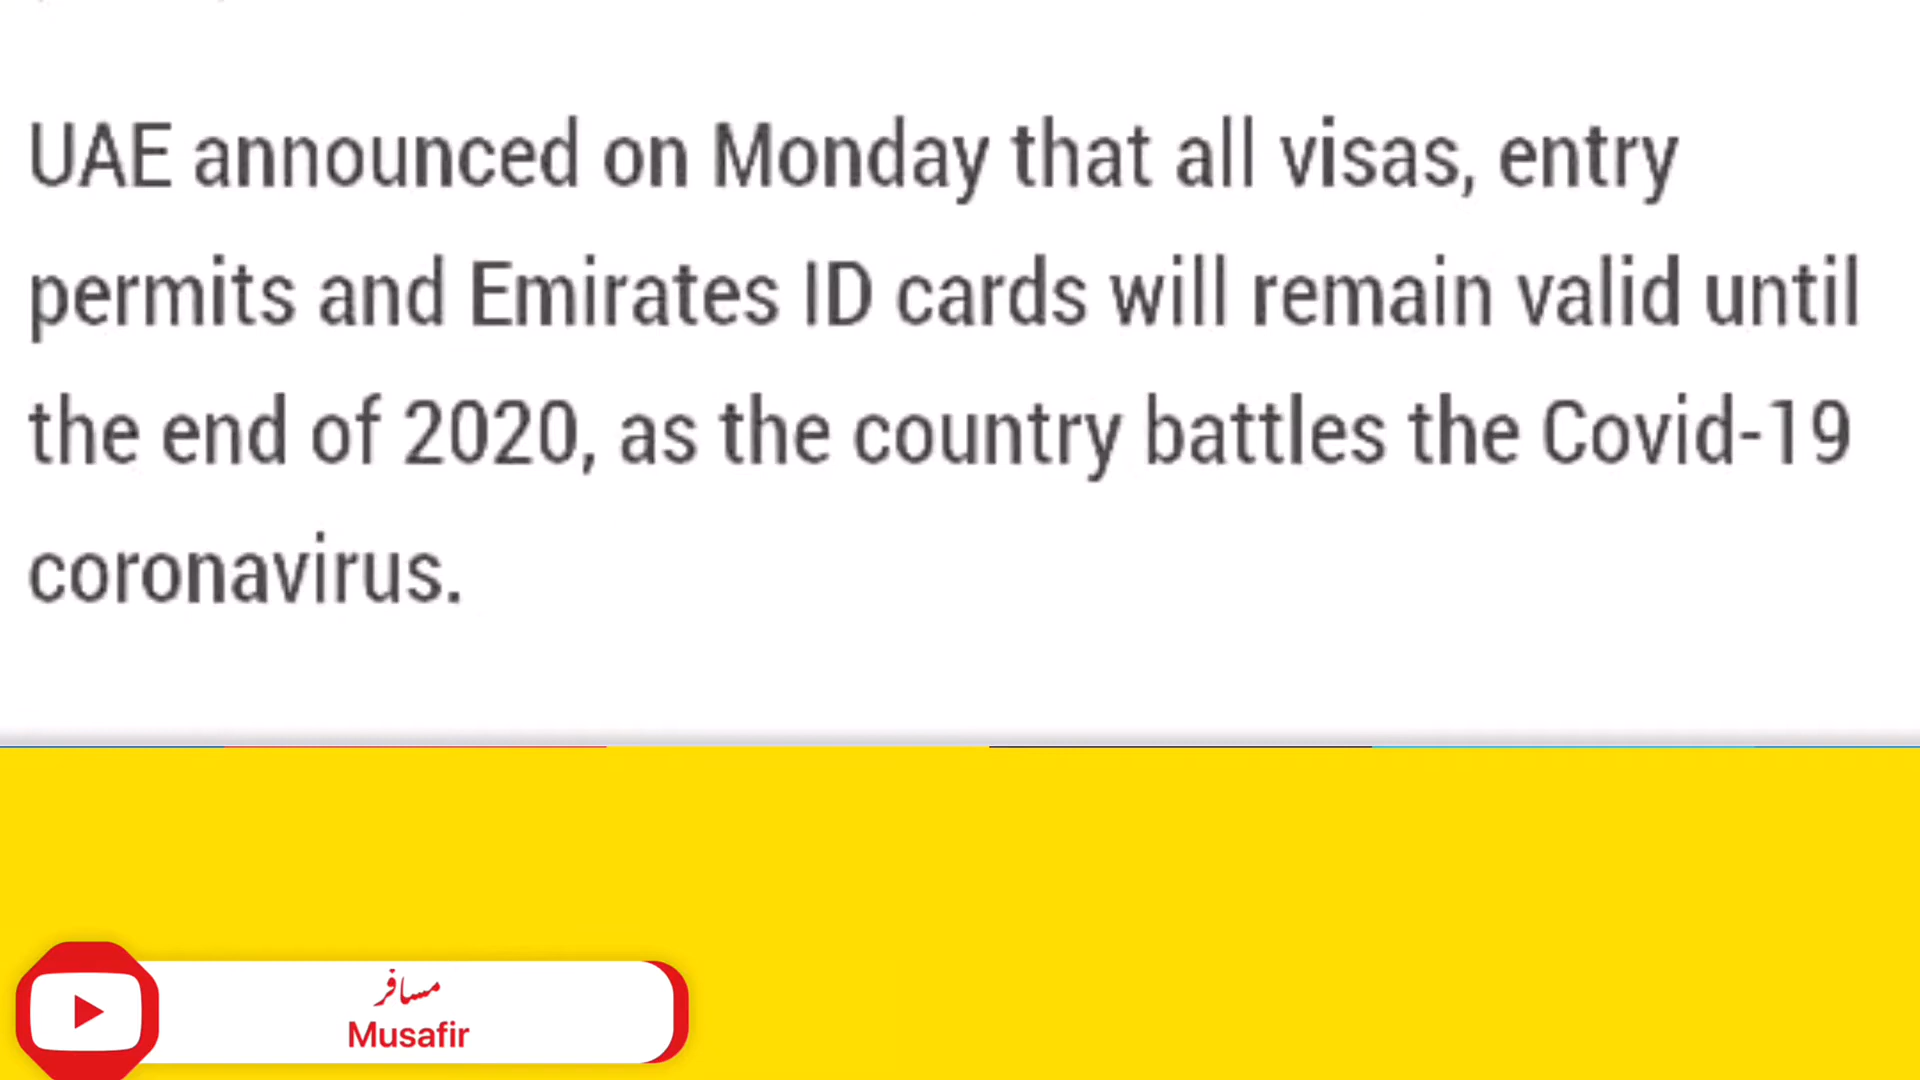 UAE announced on Monday that all visas, entry
permits and Emirates ID cards will remain valid until
the end of 2020, as the country battles the Covid-19
coronavirus.
مسافر
Musafir